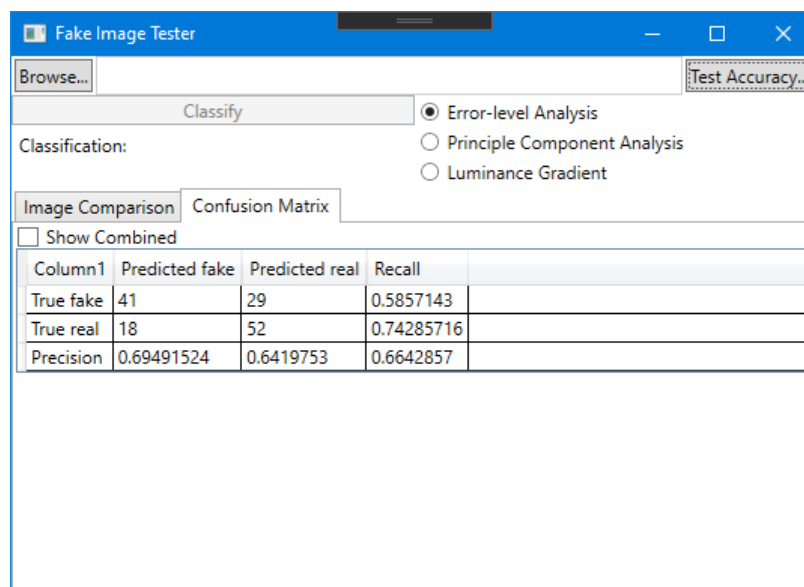 Fake Image Tester
Browse... Test Accuracy..
Classify
Error-level Analysis
Classification:
Principle Component Analysis
Luminance Gradient
Image Comparison Confusion Matrix
Show Combined
Column1 Predicted fake Predicted real Recall
True fake 41 29 0.5857143
True real 18 52 0.74285716
Precision 0.69491524 0.6419753 0.6642857